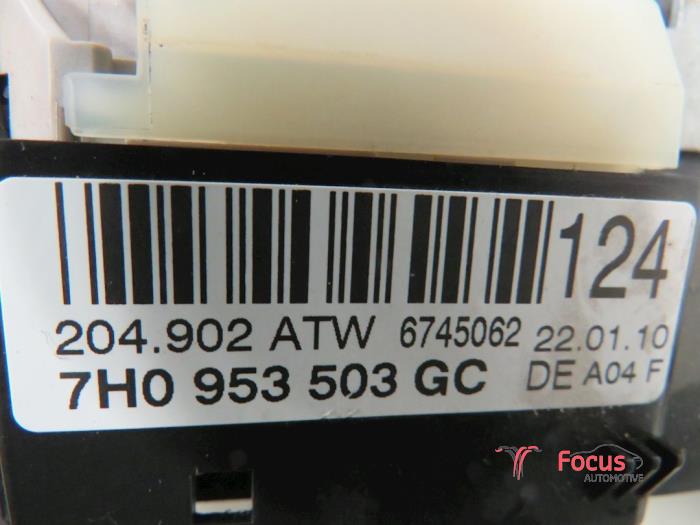 124
204.902 ATW 6745062 22.01.10
7H0 953 503 GC DE A04 F
Focus
AUTOMOTIVE